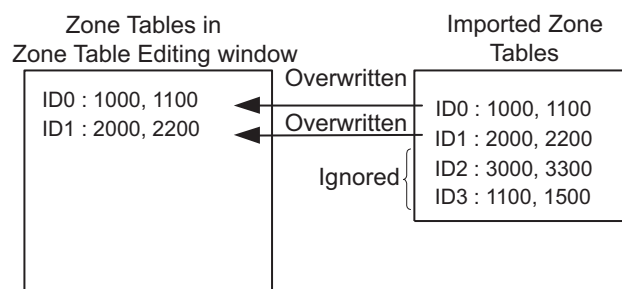 Zone Tables in
Zone Table Editing window
ID0 : 1000, 1100
ID1 : 2000, 2200
Overwritten
Overwritten
Ignored
Imported Zone
Tables
ID0 : 1000, 1100
ID1 : 2000, 2200
ID2 : 3000, 3300
ID3 : 1100, 1500